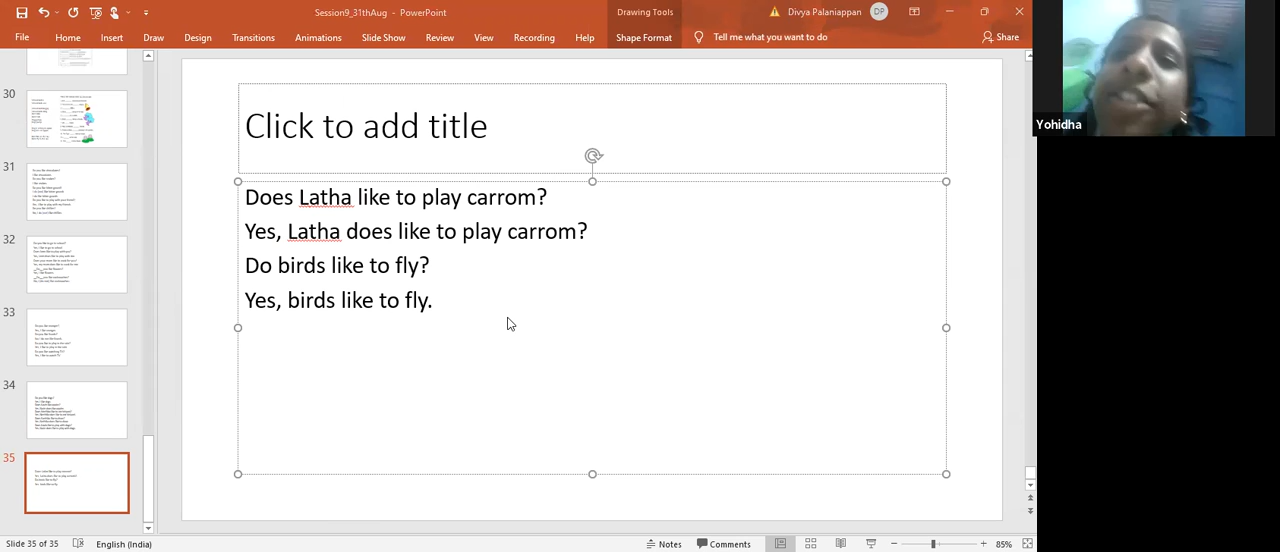 Session9_31thAug - PowerPoint
Drawing Tools
Divya Palaniappan
DP
File
Home
Insert
Draw
Design
Transitions
Animations
Slide Show
Review
View
Recording
Help
Shape Format
Tell me what you want to do
Share
Yohidha
30
31
32
33
34
35
Click to add title
Does Latha like to play carrom?
Yes, Latha does like to play carrom?
Do birds like to fly?
Yes, birds like to fly.
Slide 35 of 35
English (India)
Notes
Comments
85%